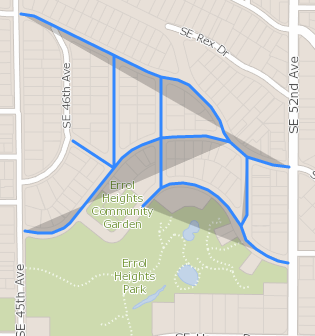 SE Rex Dr
SE 46th Ave
SE 52nd Ave
Errol
Heights
Community
Garden
Errol
Heights
Park
SE 45th Ave